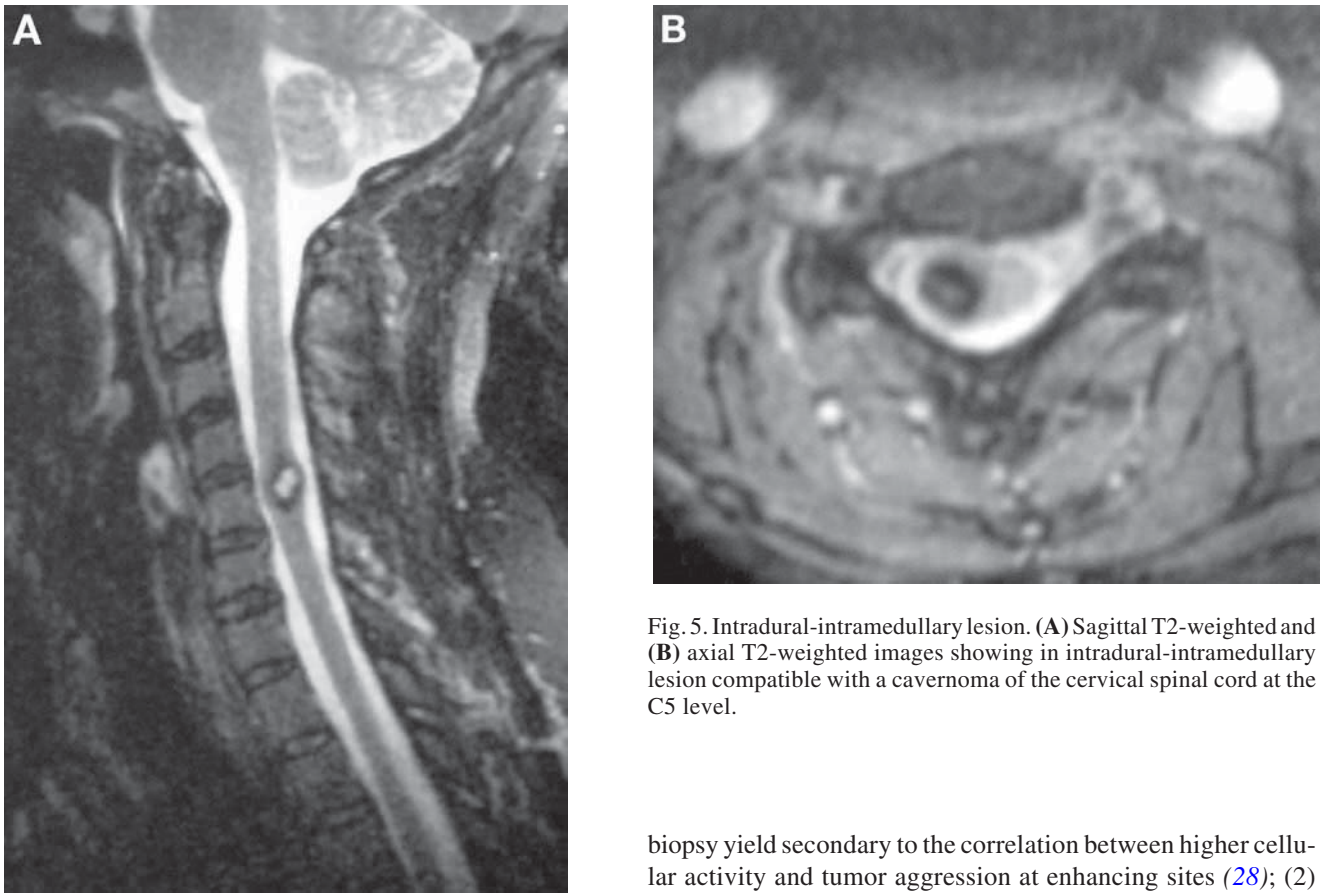 A
B
Fig. 5. Intradural-intramedullary lesion. (A) Sagittal T2-weighted and
(B) axial T2-weighted images showing in intradural-intramedullary
lesion compatible with a cavernoma of the cervical spinal cord at the
C5 level.
biopsy yield secondary to the correlation between higher cellu-
lar activity and tumor aggression at enhancing sites (28); (2)